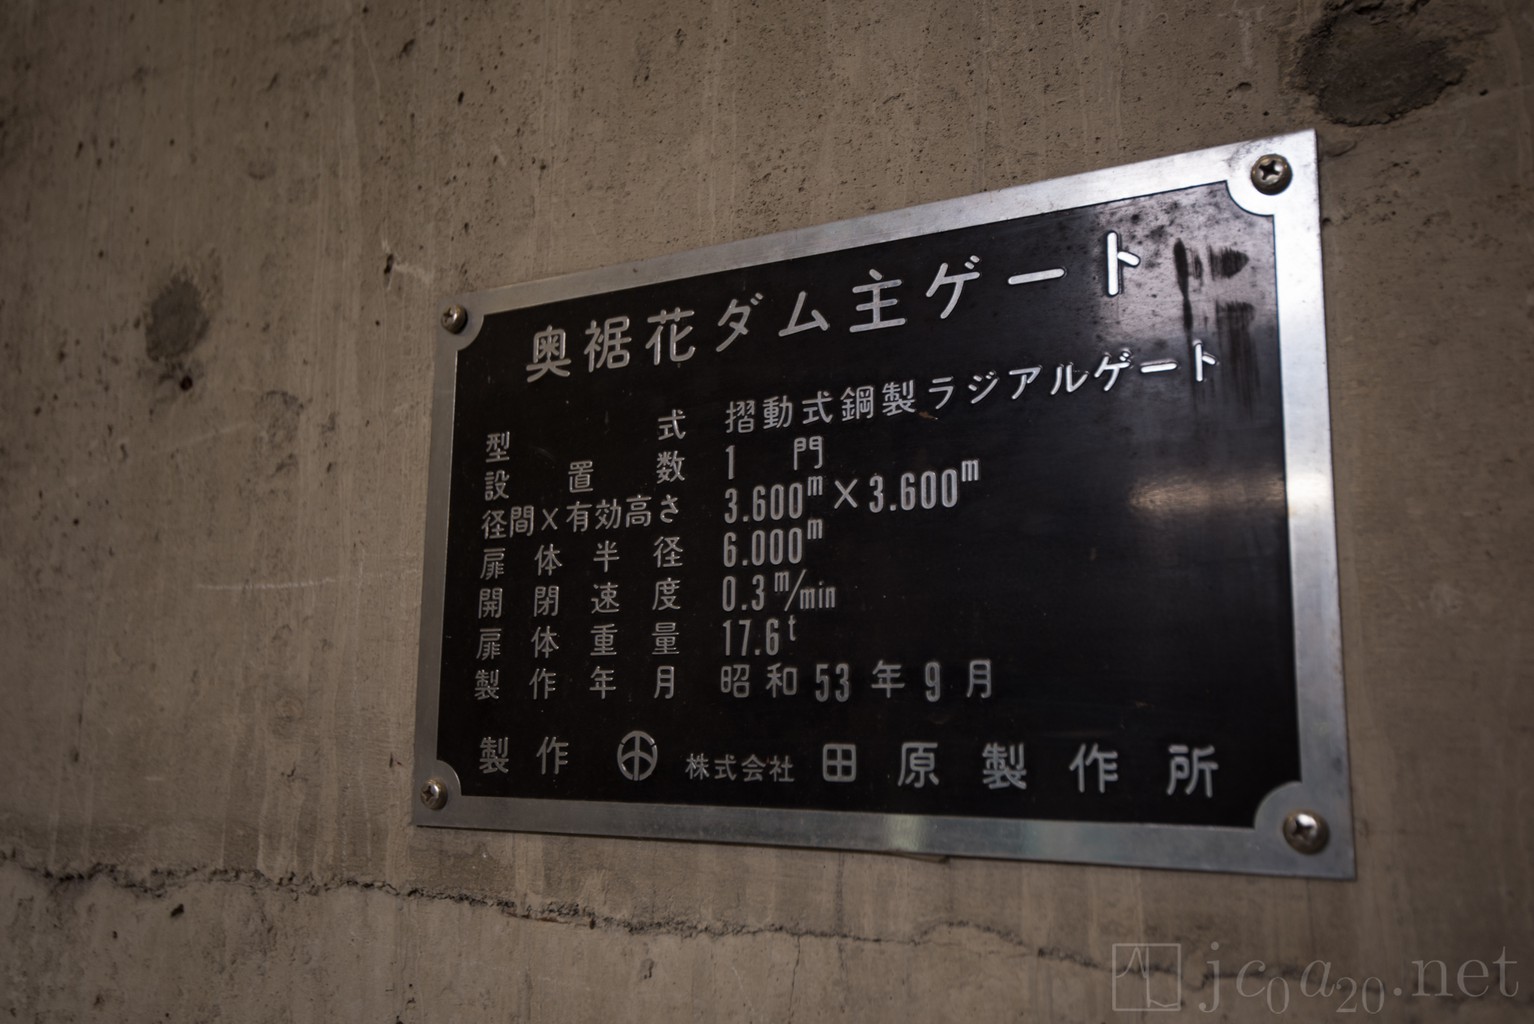 奥裾花ダム主ゲート
型式 摺動式鋼製ラジアルゲート
設置数 1門
径間×有効高さ 3.600m×3.600m
扉体半径 6.000m
開閉速度 0.3m/min
扉体重量 17.6t
製作年月 昭和53年9月
製作 株式会社 田原製作所
jc0a20.net